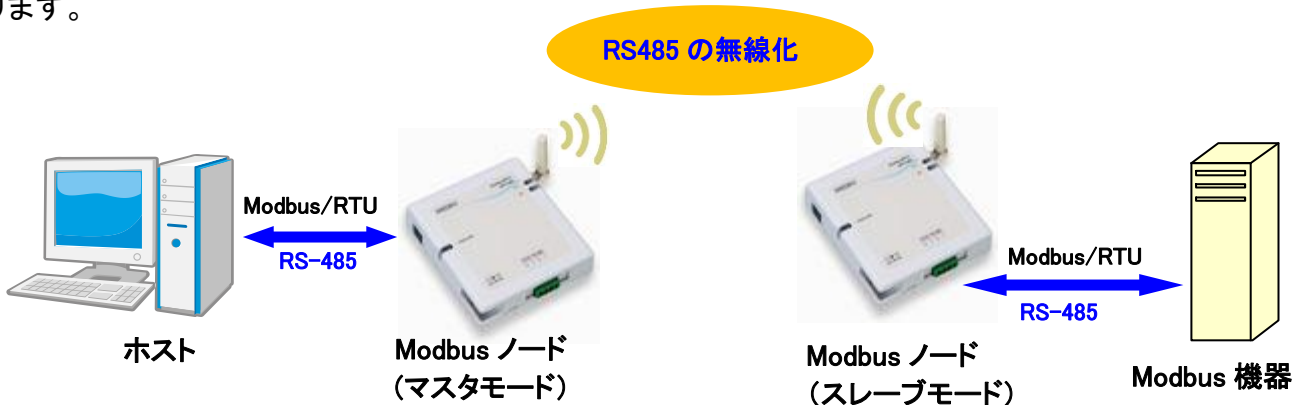 ります。
RS485 の無線化
Modbus/RTU
RS-485
Modbus/RTU
RS-485
ホスト
Modbus ノード
（マスタモード）
Modbus ノード
（スレーブモード）
Modbus 機器